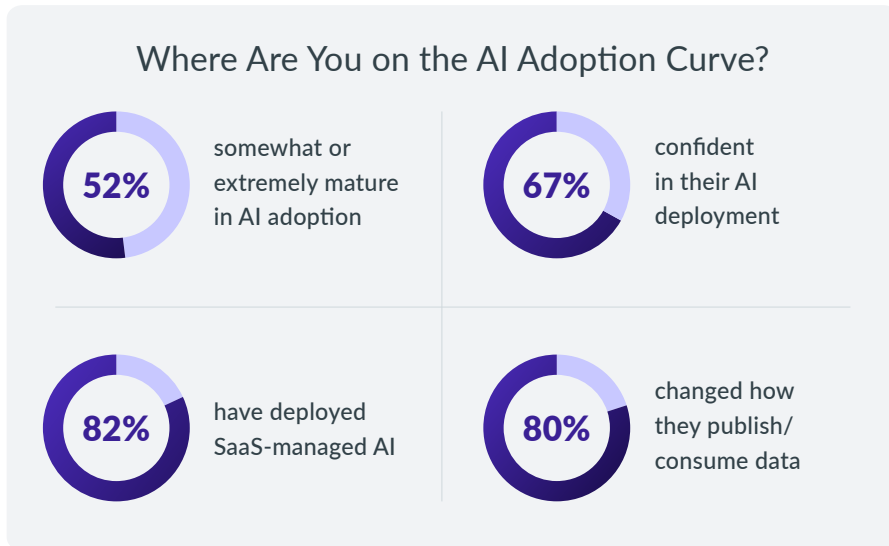 Where Are You on the AI Adoption Curve?
52%
somewhat or
extremely mature
in AI adoption
67%
confident
in their AI
deployment
82%
have deployed
SaaS-managed AI
80%
changed how
they publish/
consume data